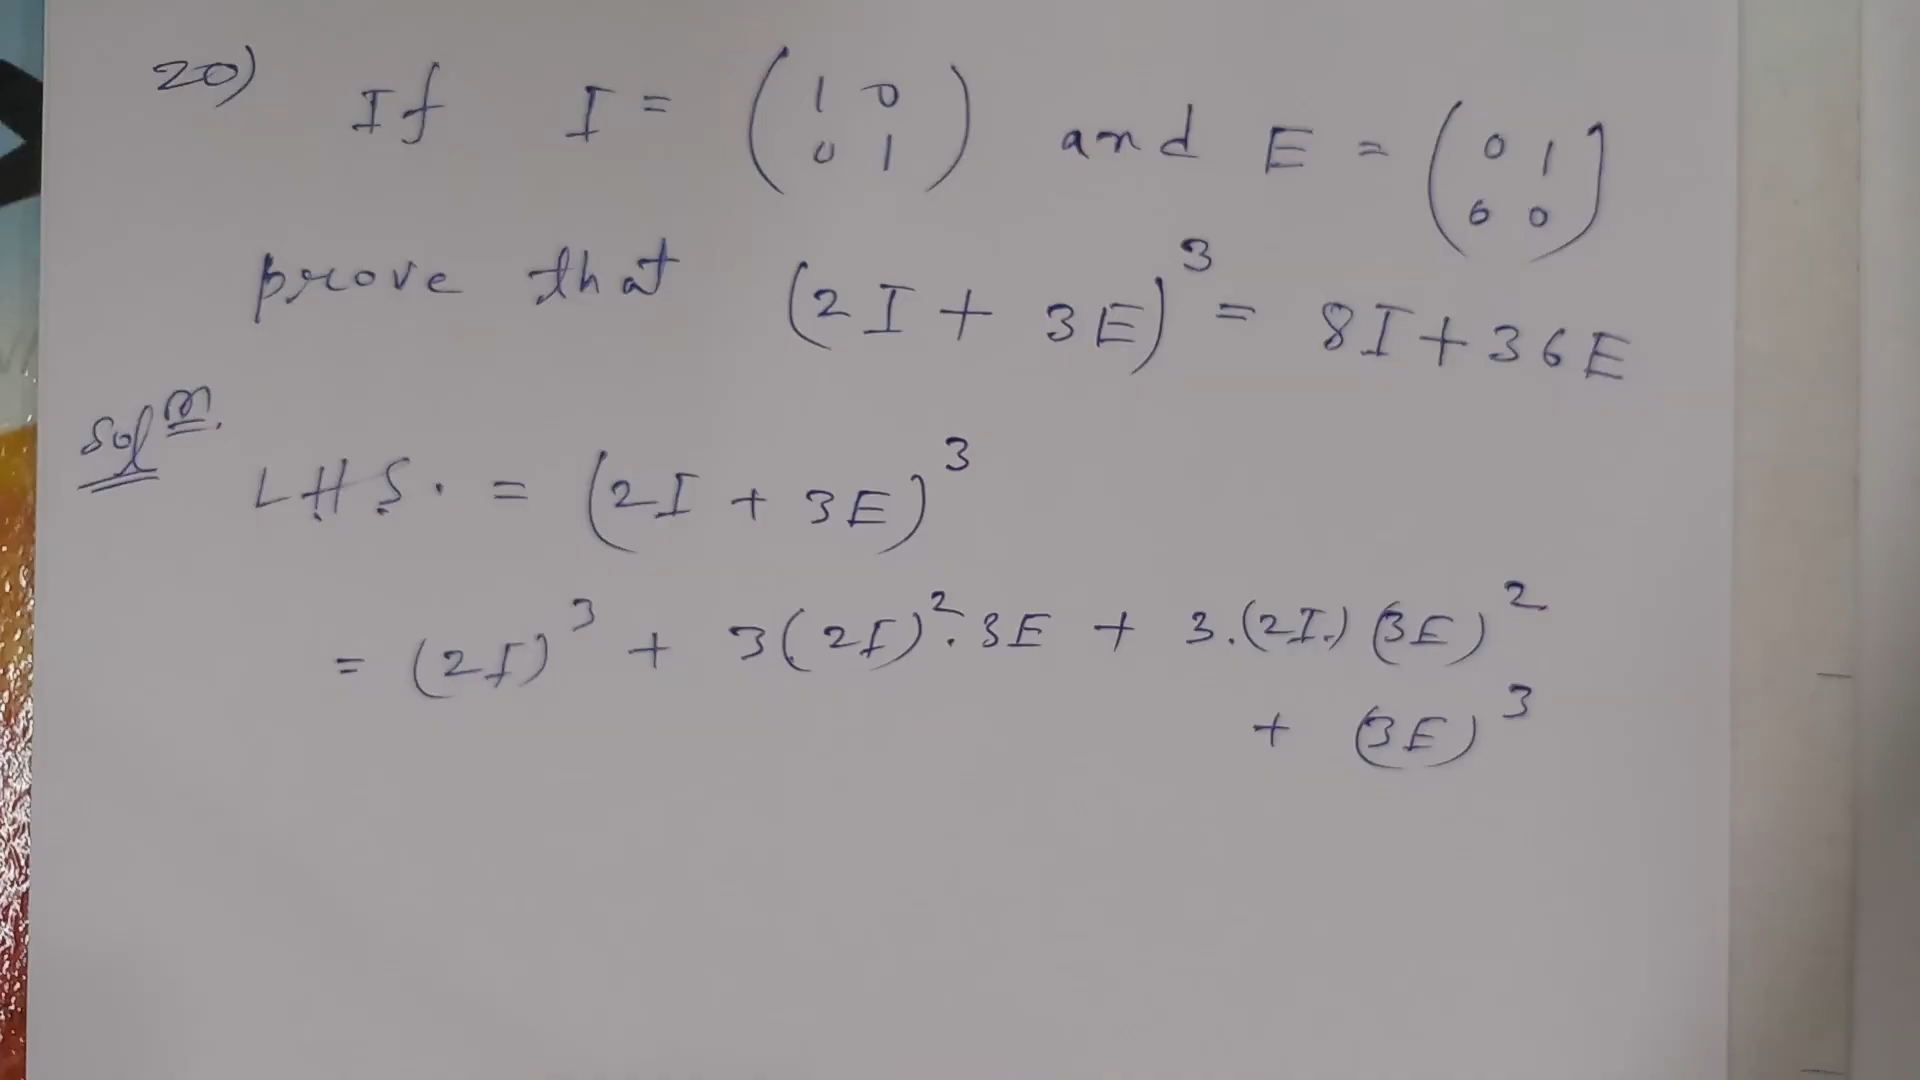 20) If I = (1 0
0 1) and E = (0 1
0 0)
prove that (2I + 3E)³ = 8I + 36E
Solⁿ.
L.H.S. = (2I + 3E)³
= (2I)³ + 3(2I)².3E + 3.(2I.)(3E)²
+ (3E)³